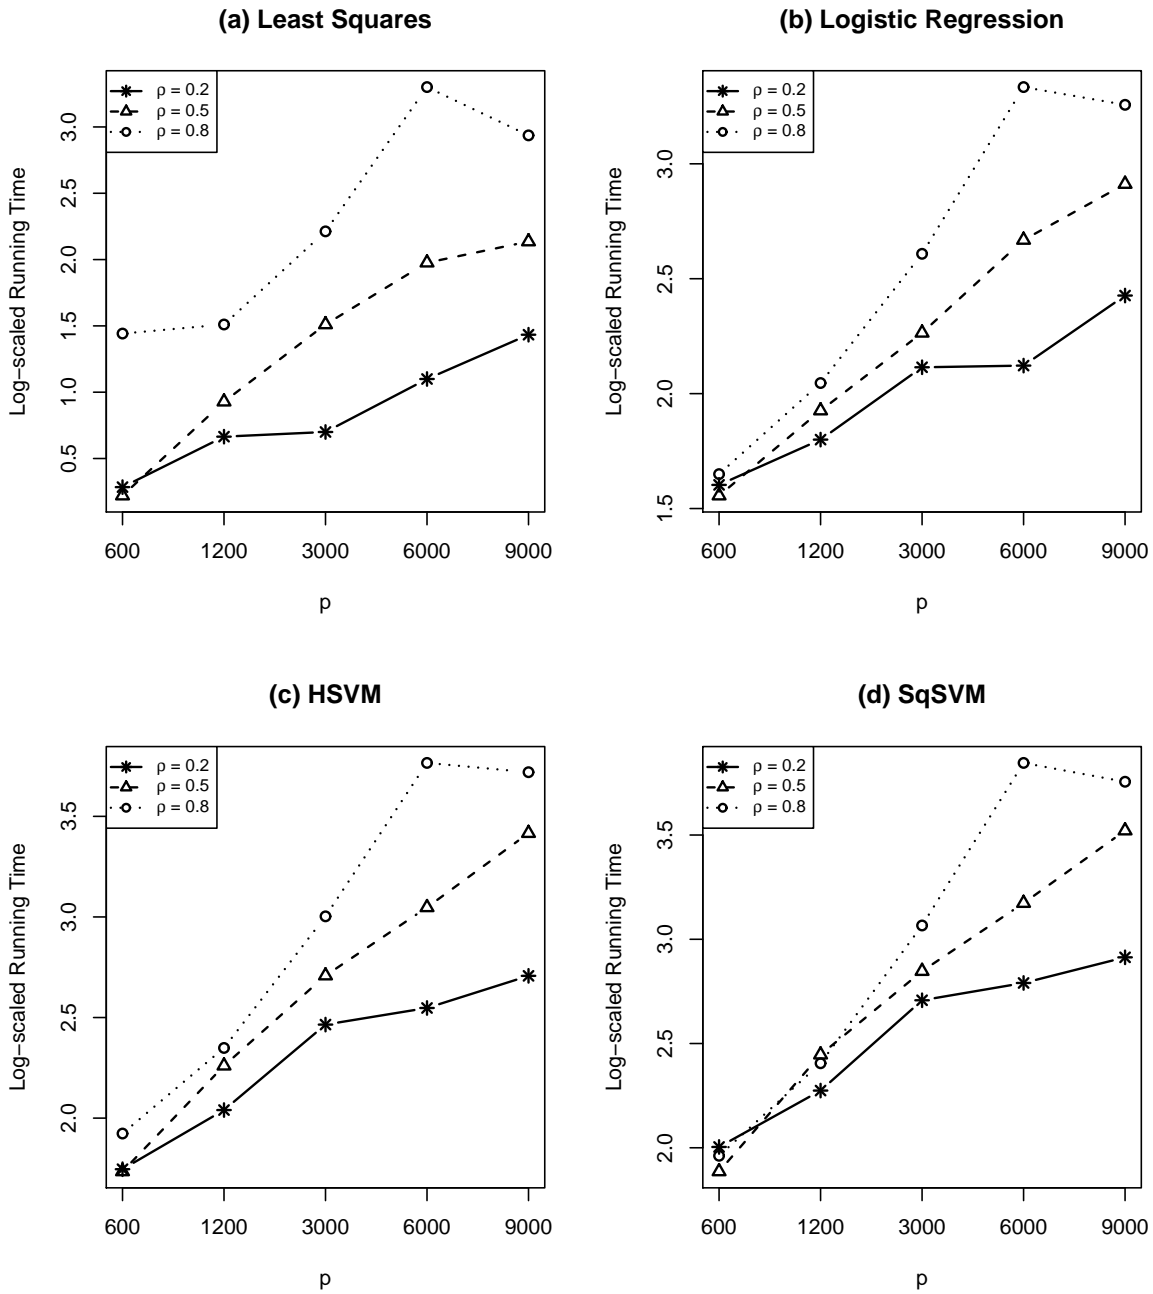 (a) Least Squares
ρ = 0.2
ρ = 0.5
ρ = 0.8
Log−scaled Running Time
0.5 1.0 1.5 2.0 2.5 3.0
600 1200 3000 6000 9000
p
(b) Logistic Regression
ρ = 0.2
ρ = 0.5
ρ = 0.8
Log−scaled Running Time
1.5 2.0 2.5 3.0
600 1200 3000 6000 9000
p
(c) HSVM
ρ = 0.2
ρ = 0.5
ρ = 0.8
Log−scaled Running Time
2.0 2.5 3.0 3.5
600 1200 3000 6000 9000
p
(d) SqSVM
ρ = 0.2
ρ = 0.5
ρ = 0.8
Log−scaled Running Time
2.0 2.5 3.0 3.5
600 1200 3000 6000 9000
p